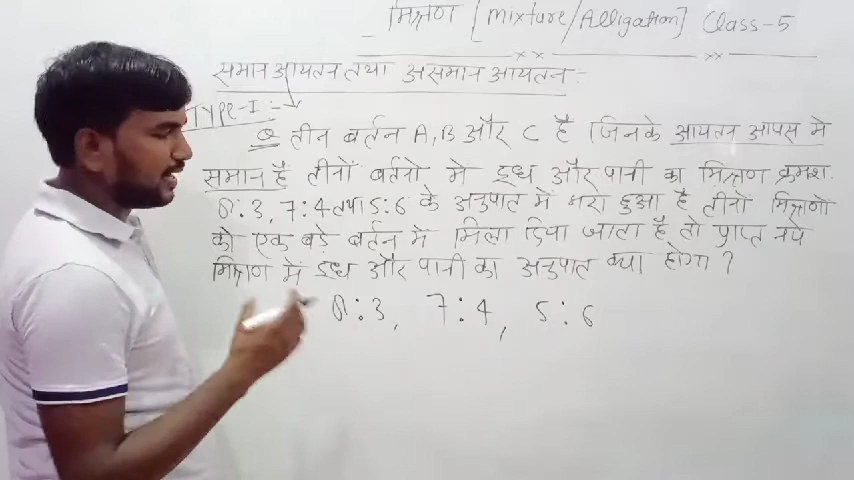 मिश्रण [Mixture/Alligation] Class-5
समान आयतन तथा असमान आयतन :-
TYPE-I :-
Q तीन बर्तन A, B और C है जिनके आयतन आपस मे
समान है तीनों बर्तनो मे दुध और पानी का मिश्रण क्रमश:
8:3, 7:4 तथा 5:6 के अनुपात में भरा हुआ है तीनों मिश्रणो
को एक बड़े बर्तन में मिला दिया जाता है तो प्राप्त नये
मिश्रण में दुध और पानी का अनुपात क्या होगा ?
8:3, 7:4, 5:6